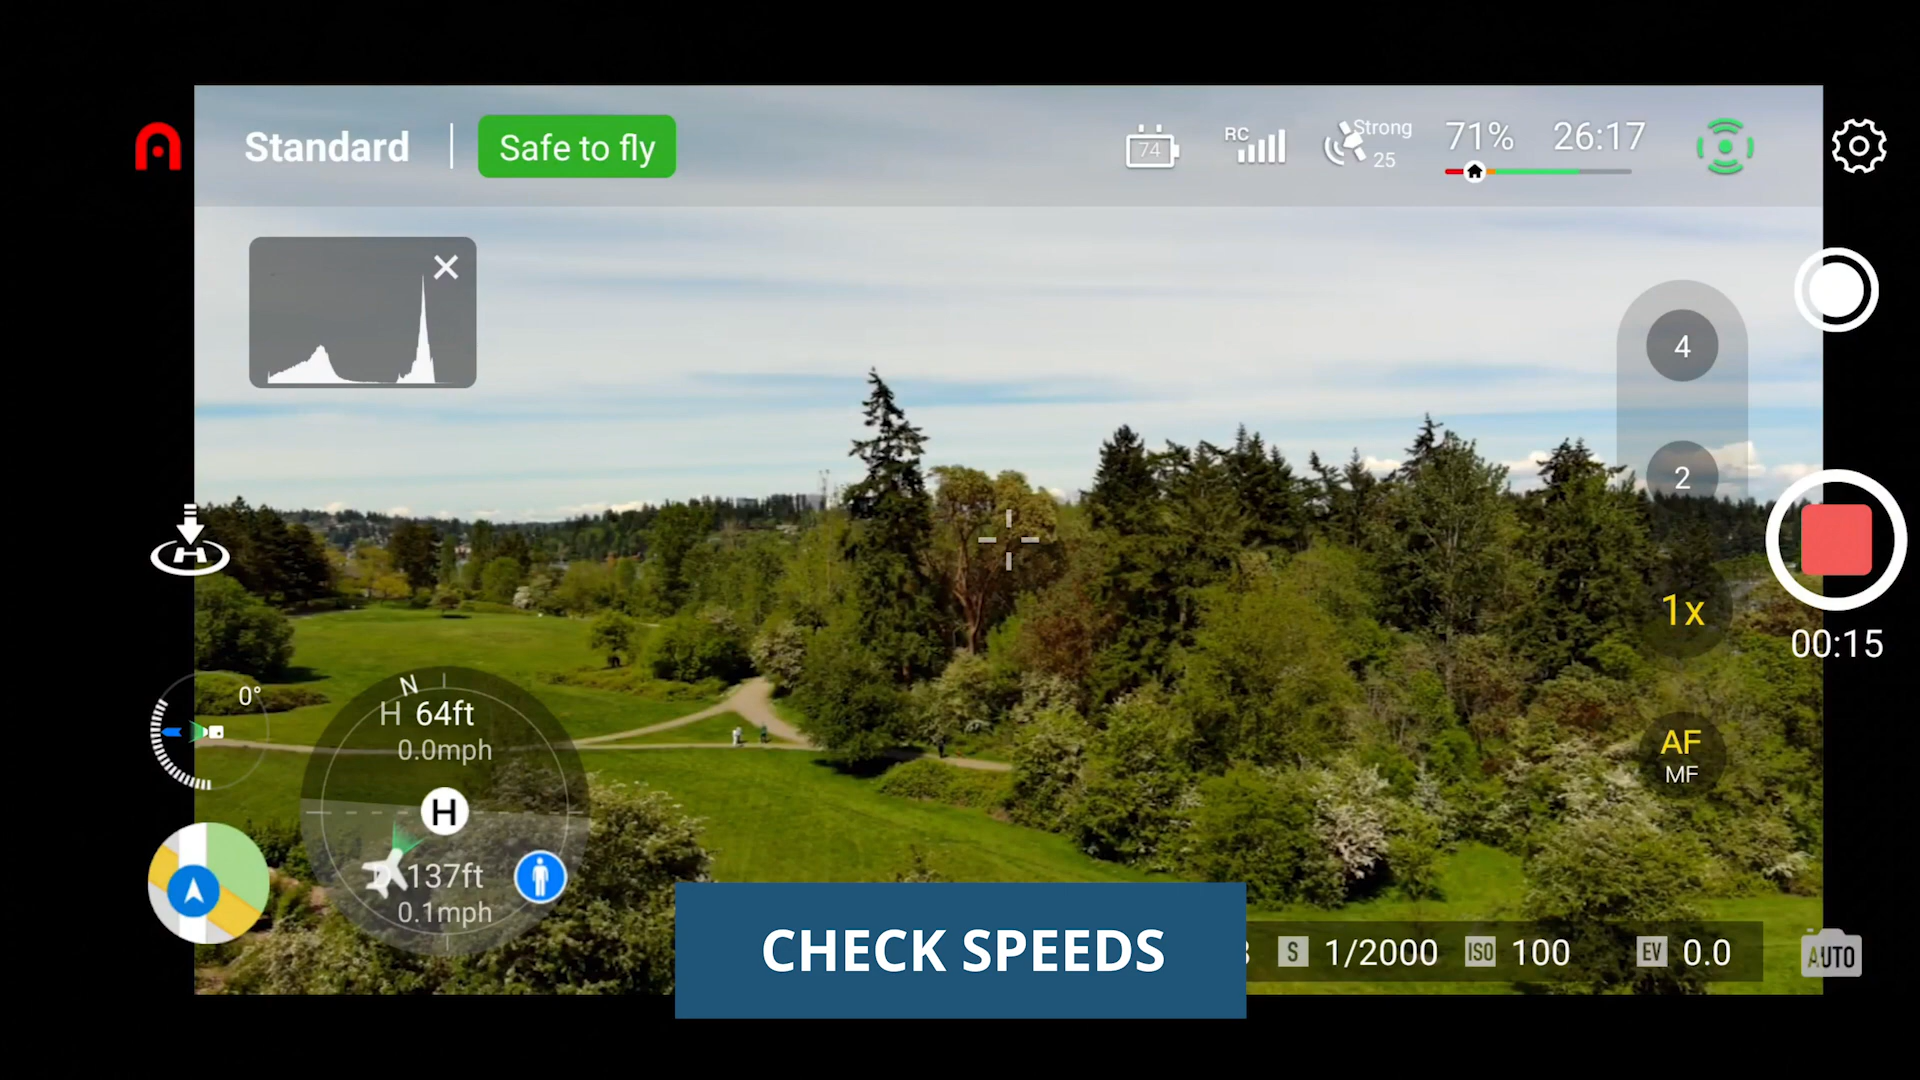 Standard
Safe to fly
74
RC
Strong
25
71%
26:17
4
2
1x
00:15
AF
MF
0°
N
H 64ft
0.0mph
H
137ft
0.1mph
CHECK SPEEDS
S 1/2000
ISO 100
EV 0.0
AUTO